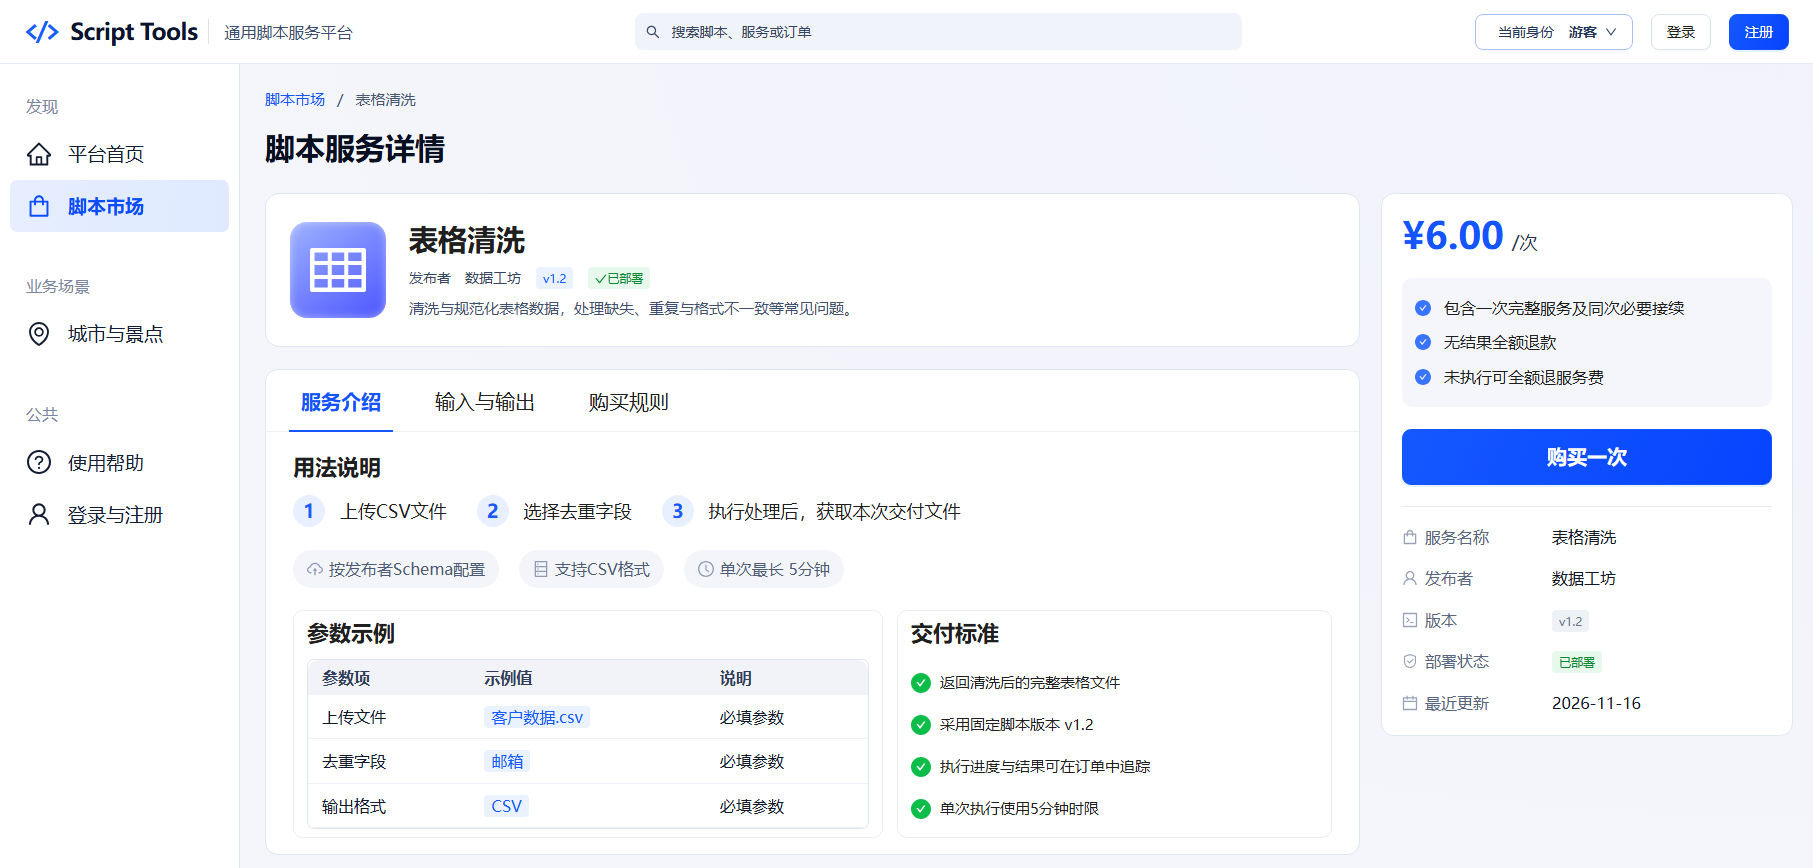 Script Tools 通用脚本服务平台
搜索脚本、服务或订单
当前身份 游客
登录
注册
发现
平台首页
脚本市场
业务场景
城市与景点
公共
使用帮助
登录与注册
脚本市场 / 表格清洗
脚本服务详情
表格清洗
发布者 数据工坊 v1.2 已部署
清洗与规范化表格数据，处理缺失、重复与格式不一致等常见问题。
服务介绍 输入与输出 购买规则
用法说明
1 上传CSV文件 2 选择去重字段 3 执行处理后，获取本次交付文件
按发布者Schema配置 支持CSV格式 单次最长 5分钟
参数示例
参数项 示例值 说明
上传文件 客户数据.csv 必填参数
去重字段 邮箱 必填参数
输出格式 CSV 必填参数
交付标准
返回清洗后的完整表格文件
采用固定脚本版本 v1.2
执行进度与结果可在订单中追踪
单次执行使用5分钟时限
¥6.00 /次
包含一次完整服务及同次必要接续
无结果全额退款
未执行可全额退服务费
购买一次
服务名称 表格清洗
发布者 数据工坊
版本 v1.2
部署状态 已部署
最近更新 2026-11-16